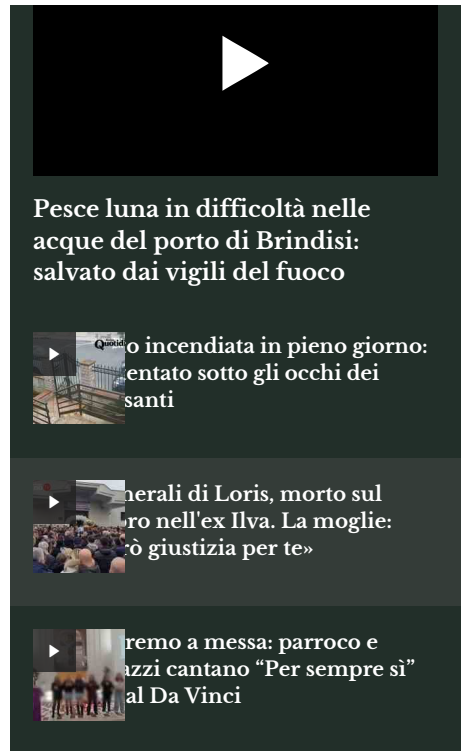 Pesce luna in difficoltà nelle
acque del porto di Brindisi:
salvato dai vigili del fuoco
Quotid
o incendiata in pieno giorno:
entato sotto gli occhi dei
santi
nerali di Loris, morto sul
oro nell'ex Ilva. La moglie:
rò giustizia per te»
remo a messa: parroco e
azzi cantano “Per sempre sì”
al Da Vinci